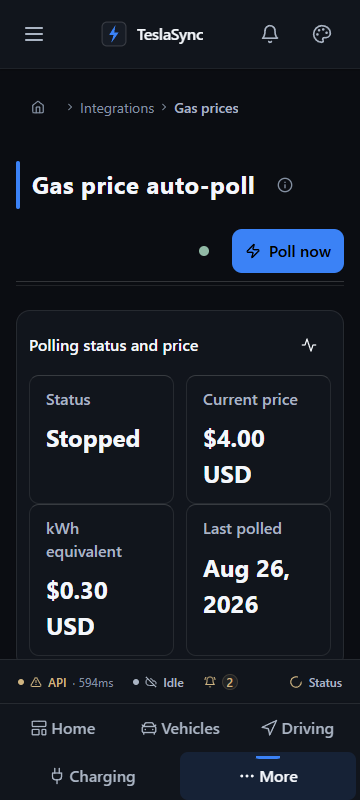 TeslaSync
Integrations
Gas prices
Gas price auto-poll
Poll now
Polling status and price
Status
Stopped
Current price
$4.00
USD
kWh
equivalent
$0.30
USD
Last polled
Aug 26,
2026
API · 594ms
Idle
2
Status
Home
Vehicles
Driving
Charging
More